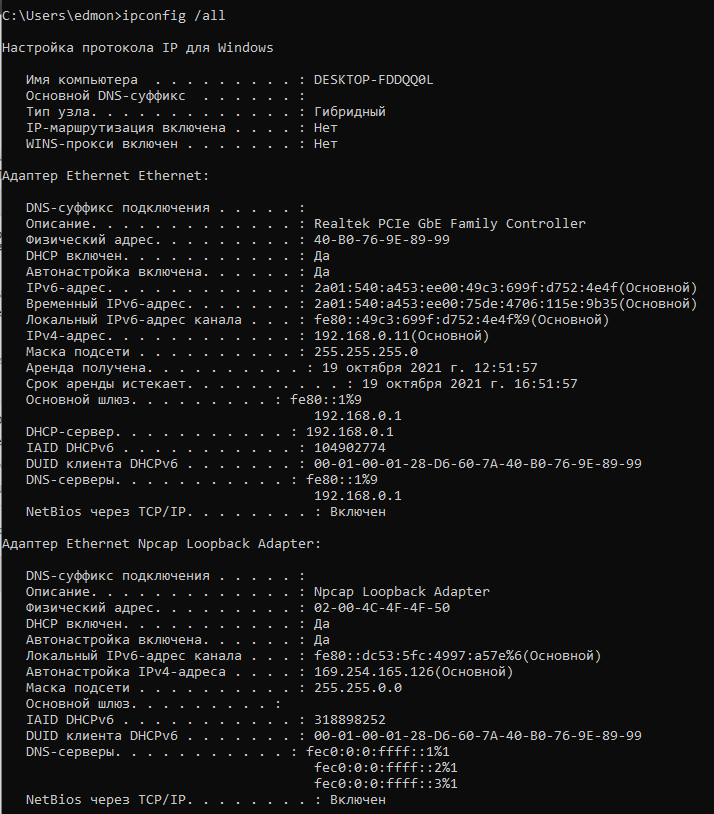 C:\Users\edmon>ipconfig /all
Настройка протокола IP для Windows
Имя компьютера . . . . . . . . . : DESKTOP-FDDQQ0L
Основной DNS-суффикс . . . . . . :
Тип узла. . . . . . . . . . . . . : Гибридный
IP-маршрутизация включена . . . . : Нет
WINS-прокси включен . . . . . . . : Нет
Адаптер Ethernet Ethernet:
DNS-суффикс подключения . . . . . :
Описание. . . . . . . . . . . . . : Realtek PCIe GbE Family Controller
Физический адрес. . . . . . . . . : 40-B0-76-9E-89-99
DHCP включен. . . . . . . . . . . : Да
Автонастройка включена. . . . . . : Да
IPv6-адрес. . . . . . . . . . . . : 2a01:540:a453:ee00:49c3:699f:d752:4e4f(Основной)
Временный IPv6-адрес. . . . . . . : 2a01:540:a453:ee00:75de:4706:115e:9b35(Основной)
Локальный IPv6-адрес канала . . . : fe80::49c3:699f:d752:4e4f%9(Основной)
IPv4-адрес. . . . . . . . . . . . : 192.168.0.11(Основной)
Маска подсети . . . . . . . . . . : 255.255.255.0
Аренда получена. . . . . . . . . . : 19 октября 2021 г. 12:51:57
Срок аренды истекает. . . . . . . . . . : 19 октября 2021 г. 16:51:57
Основной шлюз. . . . . . . . . : fe80::1%9
192.168.0.1
DHCP-сервер. . . . . . . . . . . : 192.168.0.1
IAID DHCPv6 . . . . . . . . . . . : 104902774
DUID клиента DHCPv6 . . . . . . . : 00-01-00-01-28-D6-60-7A-40-B0-76-9E-89-99
DNS-серверы. . . . . . . . . . . : fe80::1%9
192.168.0.1
NetBios через TCP/IP. . . . . . . . : Включен
Адаптер Ethernet Npcap Loopback Adapter:
DNS-суффикс подключения . . . . . :
Описание. . . . . . . . . . . . . : Npcap Loopback Adapter
Физический адрес. . . . . . . . . : 02-00-4C-4F-4F-50
DHCP включен. . . . . . . . . . . : Да
Автонастройка включена. . . . . . : Да
Локальный IPv6-адрес канала . . . : fe80::dc53:5fc:4997:a57e%6(Основной)
Автонастройка IPv4-адреса . . . . : 169.254.165.126(Основной)
Маска подсети . . . . . . . . . . : 255.255.0.0
Основной шлюз. . . . . . . . . :
IAID DHCPv6 . . . . . . . . . . . : 318898252
DUID клиента DHCPv6 . . . . . . . : 00-01-00-01-28-D6-60-7A-40-B0-76-9E-89-99
DNS-серверы. . . . . . . . . . . : fec0:0:0:ffff::1%1
fec0:0:0:ffff::2%1
fec0:0:0:ffff::3%1
NetBios через TCP/IP. . . . . . . . : Включен